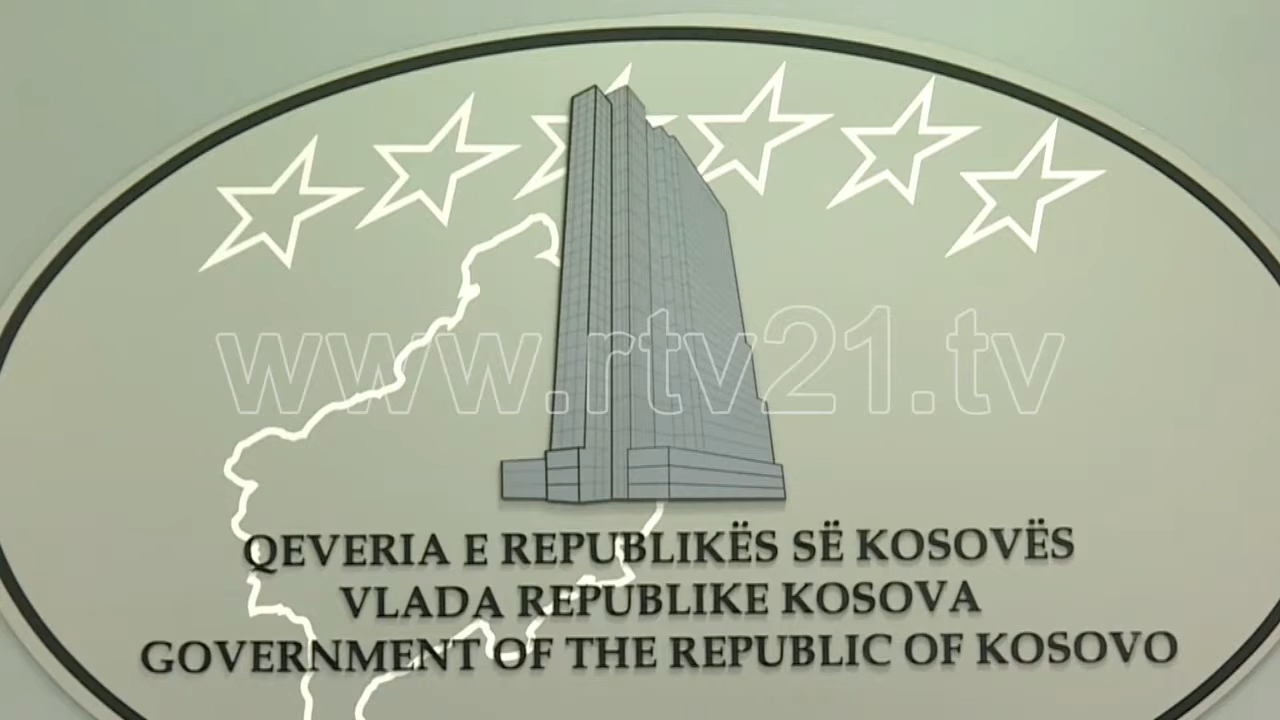 www.rtv21.tv
QEVERIA E REPUBLIKËS SË KOSOVËS
VLADA REPUBLIKE KOSOVA
GOVERNMENT OF THE REPUBLIC OF KOSOVO